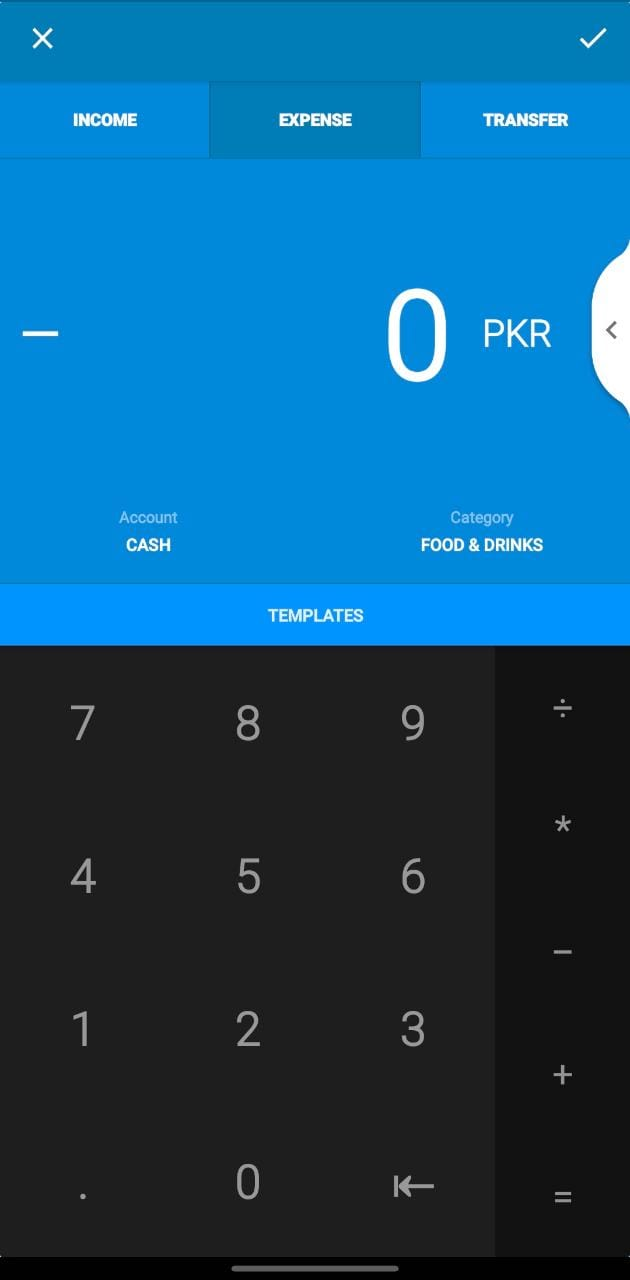 INCOME EXPENSE TRANSFER
– 0 PKR
Account Category
CASH FOOD & DRINKS
TEMPLATES
7 8 9 ÷
*
4 5 6
−
1 2 3
+
. 0
=